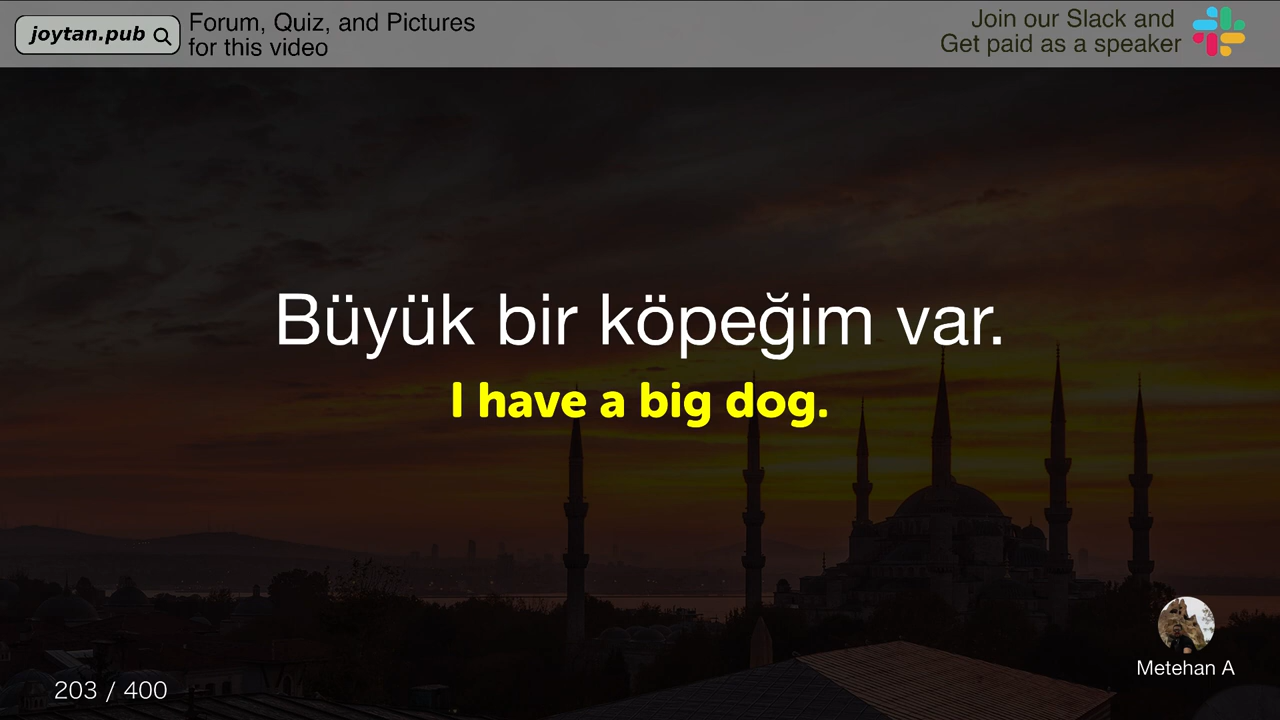 joytan.pub
Forum, Quiz, and Pictures
for this video
Join our Slack and
Get paid as a speaker
Büyük bir köpeğim var.
I have a big dog.
Metehan A
203 / 400